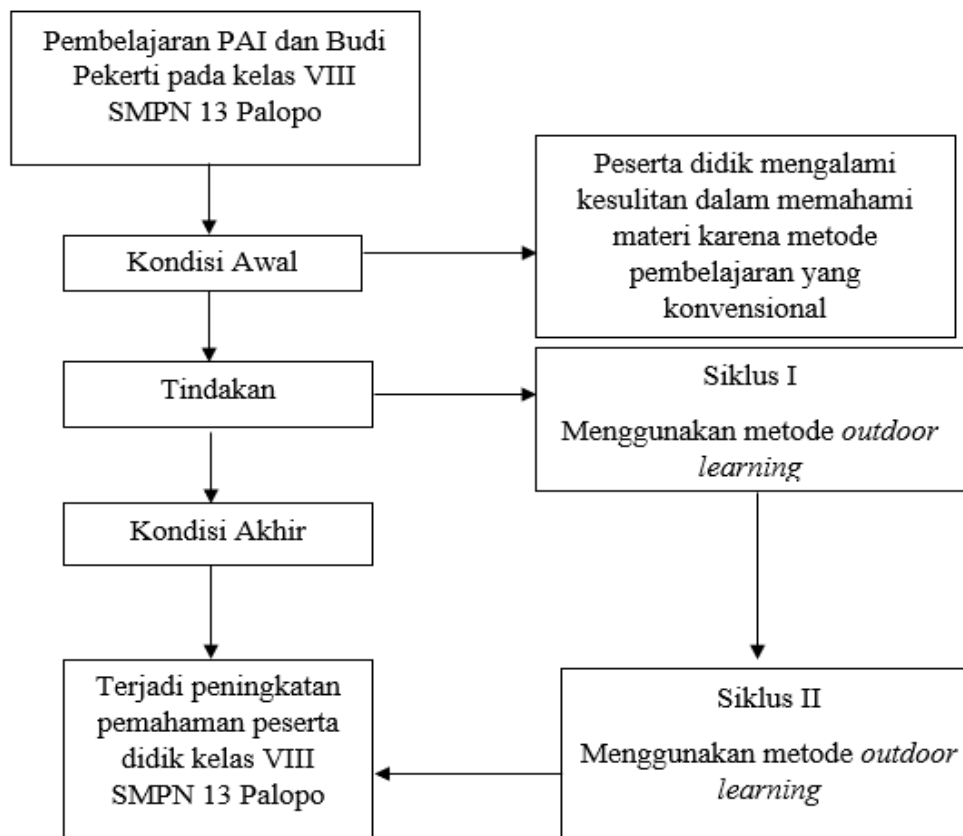 Pembelajaran PAI dan Budi
Pekerti pada kelas VIII
SMPN 13 Palopo
Peserta didik mengalami
kesulitan dalam memahami
materi karena metode
pembelajaran yang
konvensional
Kondisi Awal
Tindakan
Siklus I
Menggunakan metode outdoor
learning
Kondisi Akhir
Terjadi peningkatan
pemahaman peserta
didik kelas VIII
SMPN 13 Palopo
Siklus II
Menggunakan metode outdoor
learning